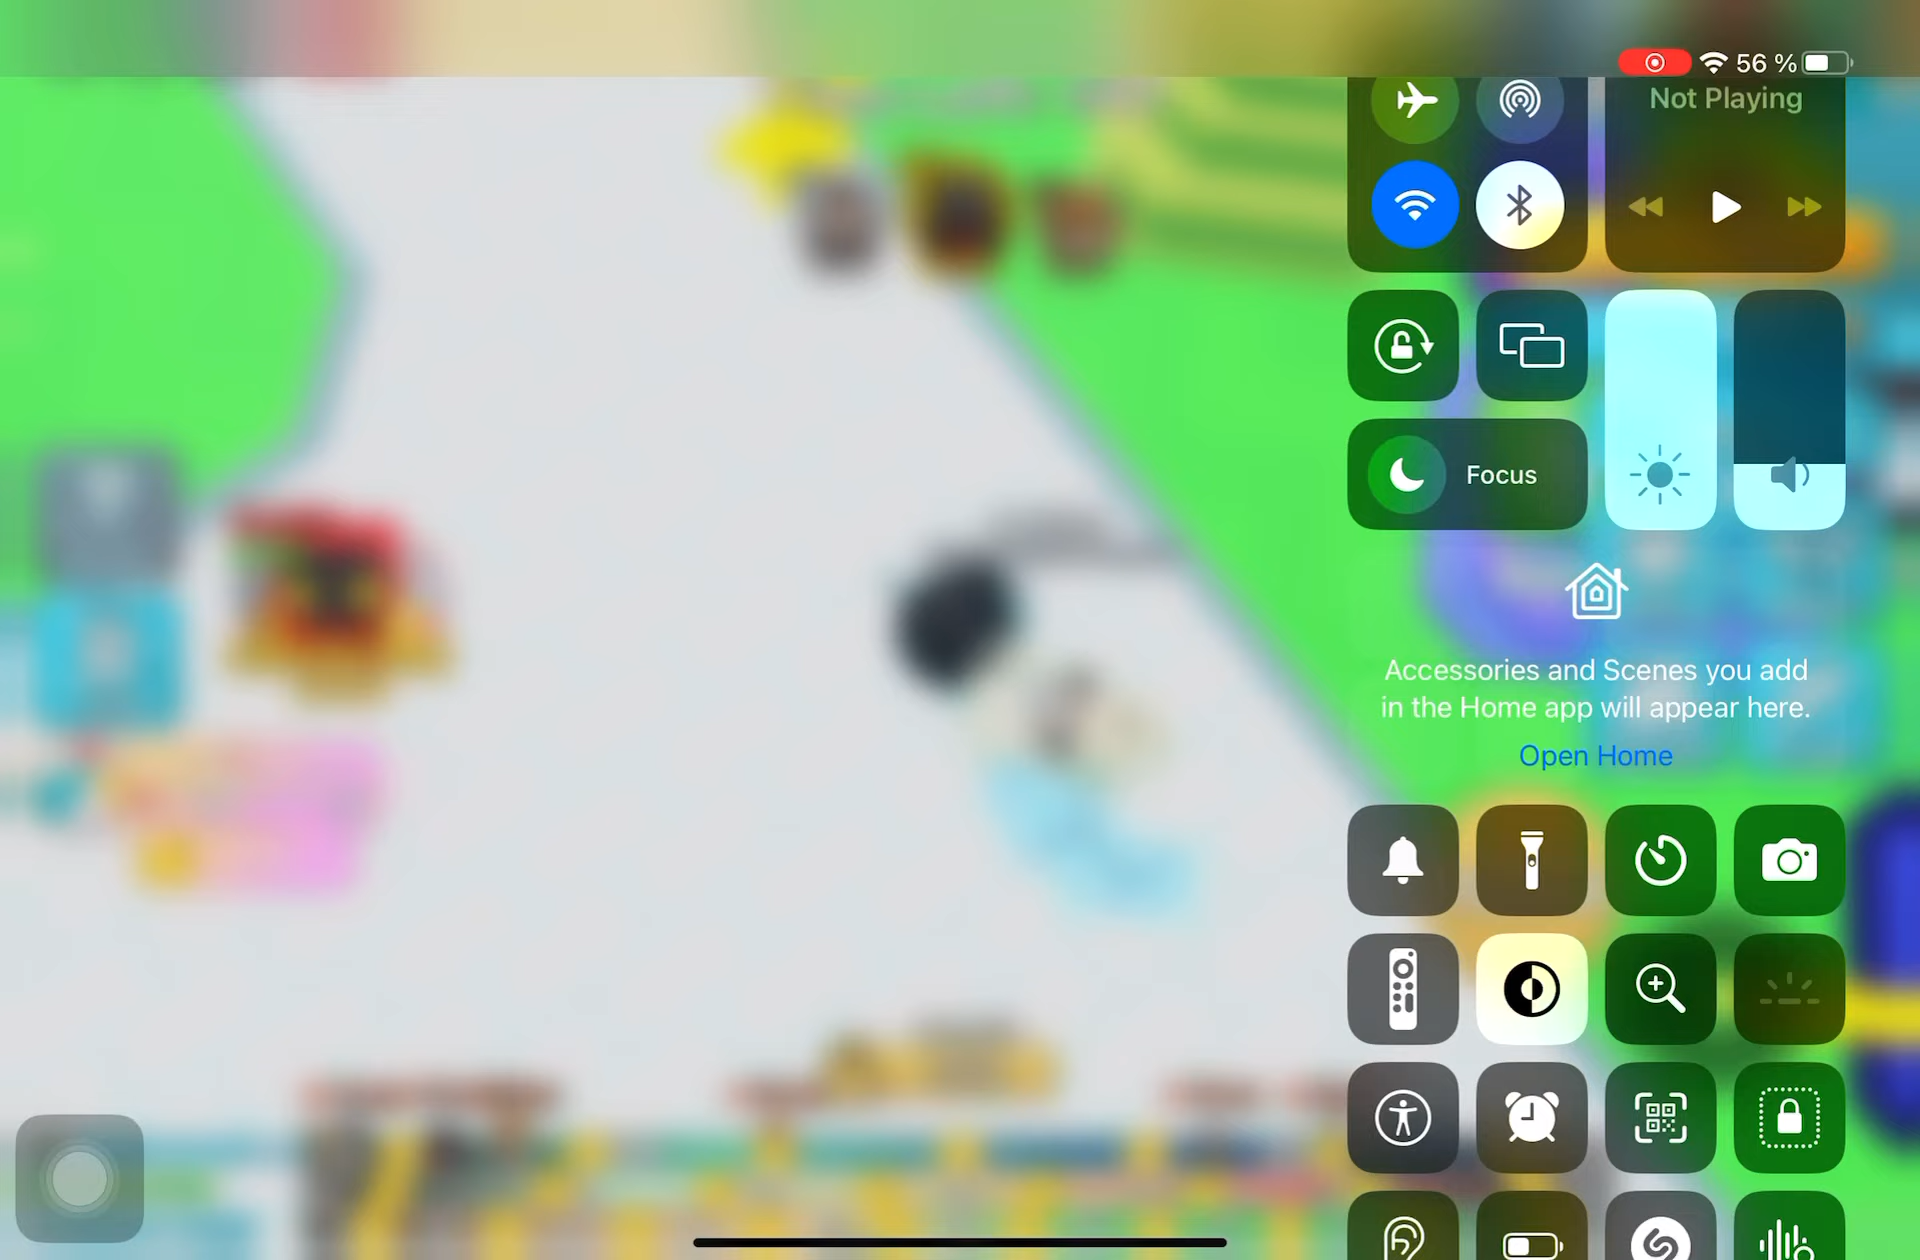 56 %
Not Playing
Focus
Accessories and Scenes you add
in the Home app will appear here.
Open Home